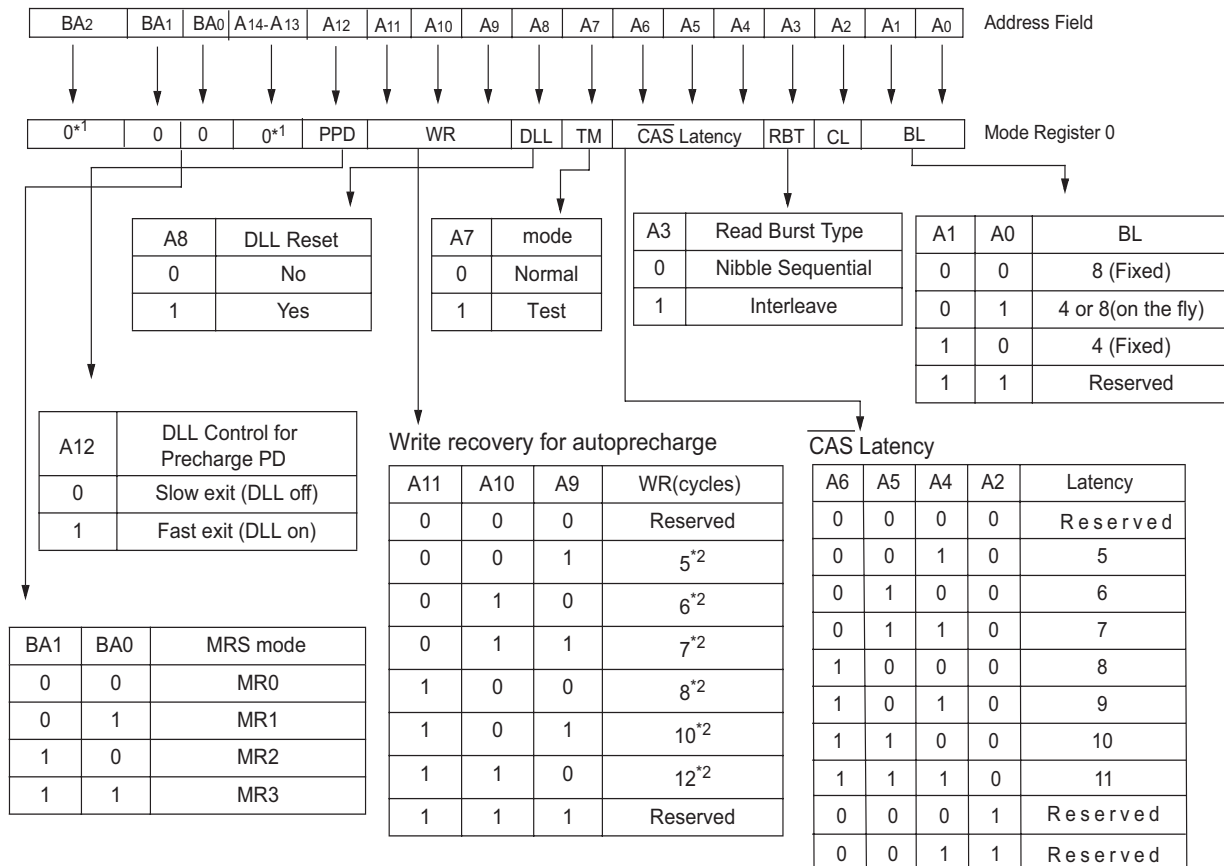 BA2 BA1 BA0 A14-A13 A12 A11 A10 A9 A8 A7 A6 A5 A4 A3 A2 A1 A0 Address Field
0*1 0 0 0*1 PPD WR DLL TM CAS Latency RBT CL BL Mode Register 0
A8 DLL Reset
0 No
1 Yes
A7 mode
0 Normal
1 Test
A3 Read Burst Type
0 Nibble Sequential
1 Interleave
A1 A0 BL
0 0 8 (Fixed)
0 1 4 or 8(on the fly)
1 0 4 (Fixed)
1 1 Reserved
A12 DLL Control for
Precharge PD
0 Slow exit (DLL off)
1 Fast exit (DLL on)
BA1 BA0 MRS mode
0 0 MR0
0 1 MR1
1 0 MR2
1 1 MR3
Write recovery for autoprecharge
A11 A10 A9 WR(cycles)
0 0 0 Reserved
0 0 1 5*2
0 1 0 6*2
0 1 1 7*2
1 0 0 8*2
1 0 1 10*2
1 1 0 12*2
1 1 1 Reserved
CAS Latency
A6 A5 A4 A2 Latency
0 0 0 0 Reserved
0 0 1 0 5
0 1 0 0 6
0 1 1 0 7
1 0 0 0 8
1 0 1 0 9
1 1 0 0 10
1 1 1 0 11
0 0 0 1 Reserved
0 0 1 1 Reserved